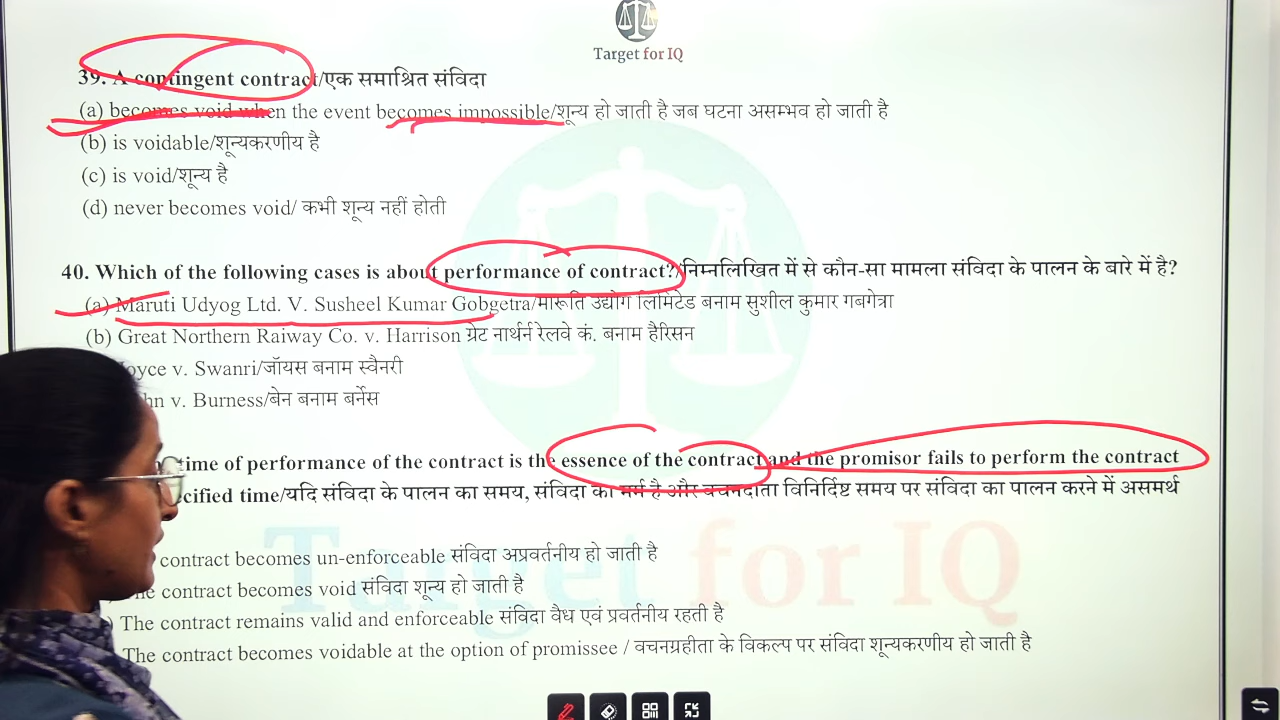 Target for IQ
39. A contingent contract/एक समाश्रित संविदा
(a) becomes void when the event becomes impossible/शून्य हो जाती है जब घटना असम्भव हो जाती है
(b) is voidable/शून्यकरणीय है
(c) is void/शून्य है
(d) never becomes void/ कभी शून्य नहीं होती
40. Which of the following cases is about performance of contract?/निम्नलिखित में से कौन-सा मामला संविदा के पालन के बारे में है?
(a) Maruti Udyog Ltd. V. Susheel Kumar Gobgetra/मारूति उद्योग लिमिटेड बनाम सुशील कुमार गबगेत्रा
(b) Great Northern Raiway Co. v. Harrison ग्रेट नार्थर्न रेलवे कं. बनाम हैरिसन
oyce v. Swanri/जॉयस बनाम स्वैनरी
hn v. Burness/बेन बनाम बर्नेस
time of performance of the contract is the essence of the contract and the promisor fails to perform the contract
cified time/यदि संविदा के पालन का समय, संविदा का मर्म है और वचनदाता विनिर्दिष्ट समय पर संविदा का पालन करने में असमर्थ
contract becomes un-enforceable संविदा अप्रवर्तनीय हो जाती है
contract becomes void संविदा शून्य हो जाती है
) The contract remains valid and enforceable संविदा वैध एवं प्रवर्तनीय रहती है
The contract becomes voidable at the option of promissee / वचनग्रहीता के विकल्प पर संविदा शून्यकरणीय हो जाती है
Target for IQ